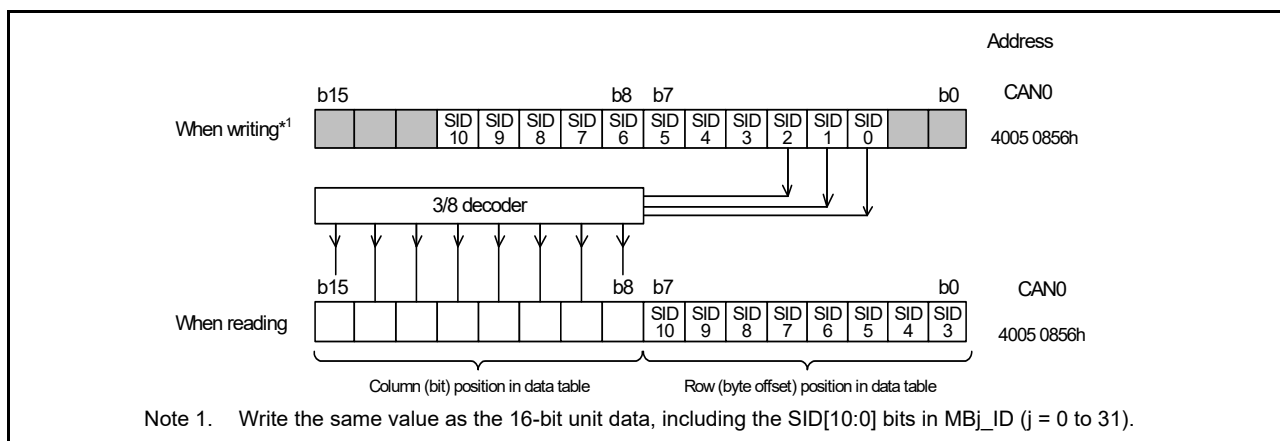 Address
b15 b8 b7 b0 CAN0
When writing*1 SID 10 SID 9 SID 8 SID 7 SID 6 SID 5 SID 4 SID 3 SID 2 SID 1 SID 0 4005 0856h
3/8 decoder
b15 b8 b7 b0 CAN0
When reading SID 10 SID 9 SID 8 SID 7 SID 6 SID 5 SID 4 SID 3 4005 0856h
Column (bit) position in data table Row (byte offset) position in data table
Note 1. Write the same value as the 16-bit unit data, including the SID[10:0] bits in MBj_ID (j = 0 to 31).